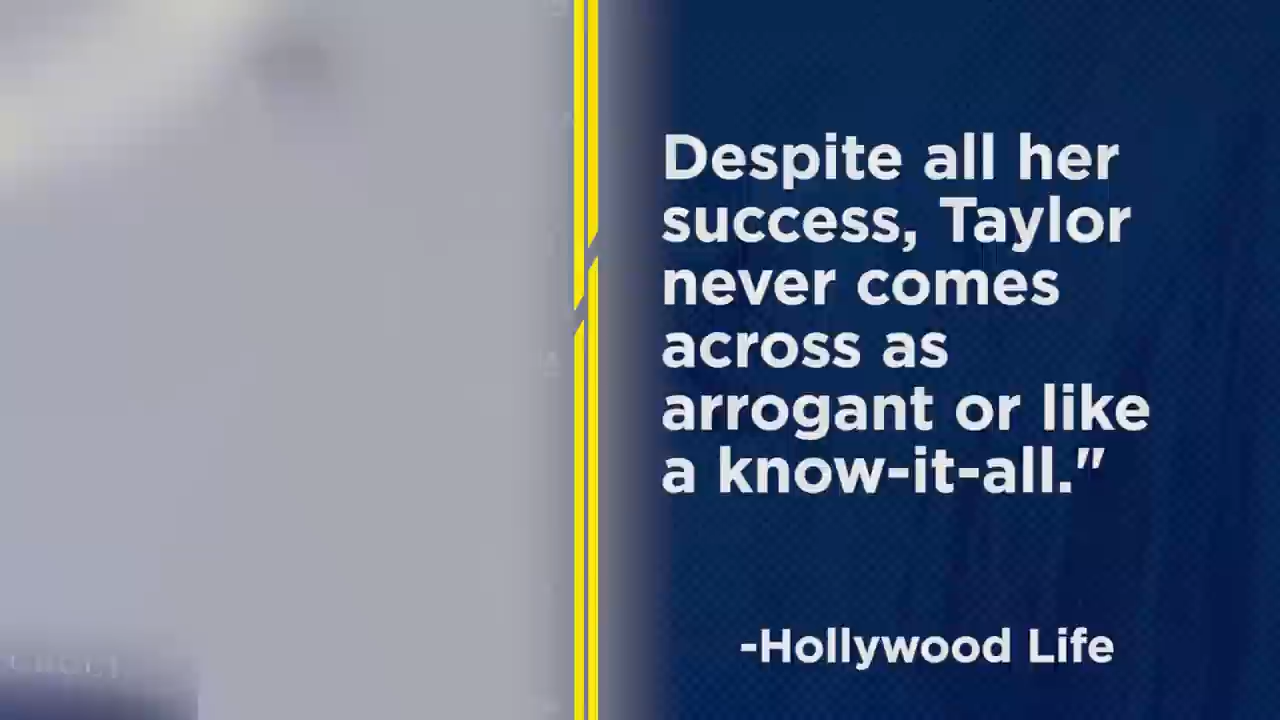 Despite all her
success, Taylor
never comes
across as
arrogant or like
a know-it-all."
-Hollywood Life